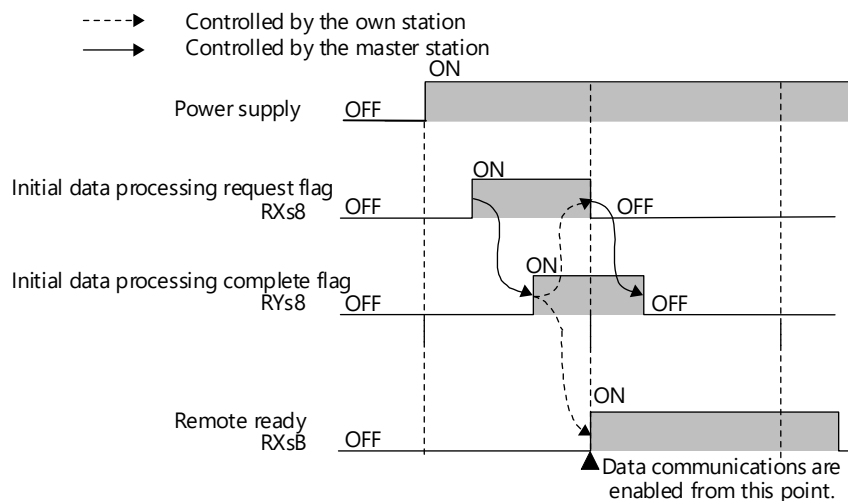 Controlled by the own station
Controlled by the master station
ON
Power supply OFF
ON
Initial data processing request flag
RXs8 OFF OFF
ON
Initial data processing complete flag
RYs8 OFF OFF
ON
Remote ready
RXsB OFF
Data communications are
enabled from this point.